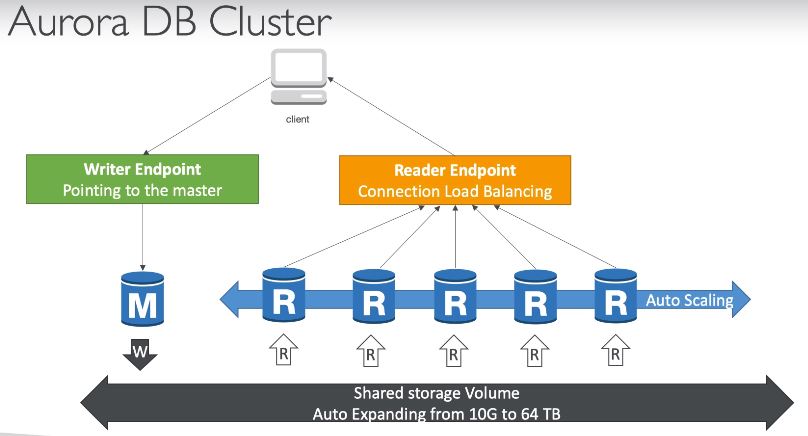 Aurora DB Cluster
client
Writer Endpoint
Pointing to the master
Reader Endpoint
Connection Load Balancing
M
R
R
R
R
R
Auto Scaling
W
R
R
R
R
R
Shared storage Volume
Auto Expanding from 10G to 64 TB